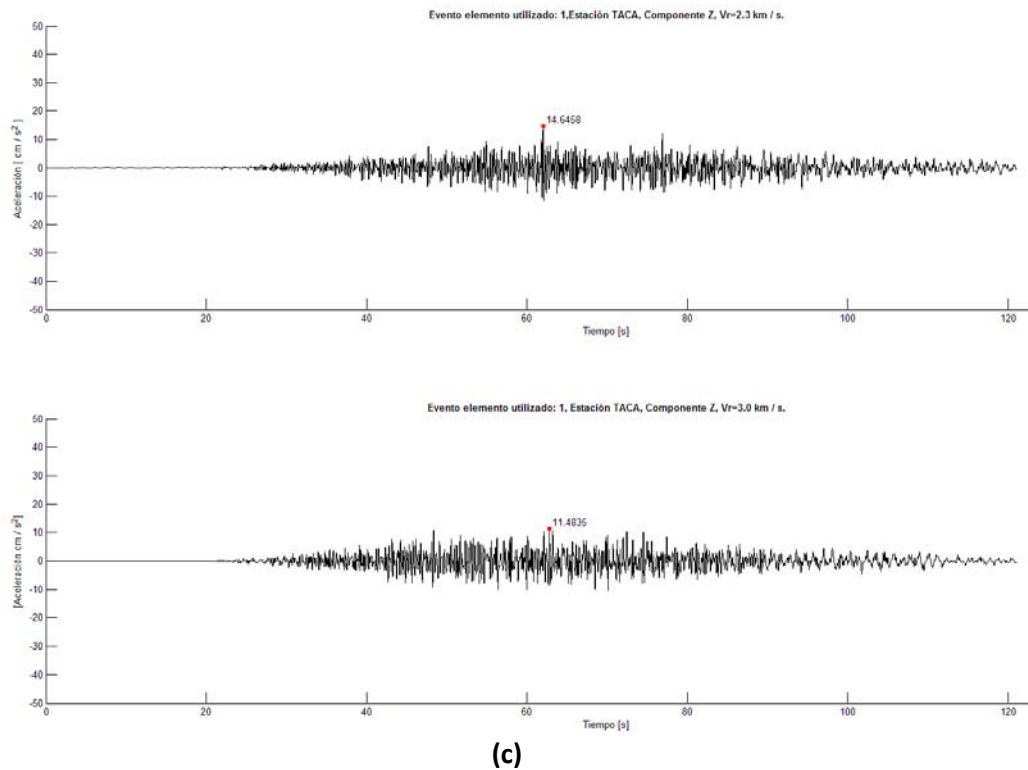 Evento elemento utilizado: 1,Estación TACA, Componente Z, Vr=2.3 km / s.
50
40
30
20
10
0
-10
-20
-30
-40
-50
Aceleración [ cm / s²]
14.6458
0 20 40 60 80 100 120
Tiempo [s]
Evento elemento utilizado: 1, Estación TACA, Componente Z, Vr=3.0 km / s.
50
40
30
20
10
0
-10
-20
-30
-40
-50
[Aceleración cm / s²]
11.4835
0 20 40 60 80 100 120
Tiempo [s]
(c)